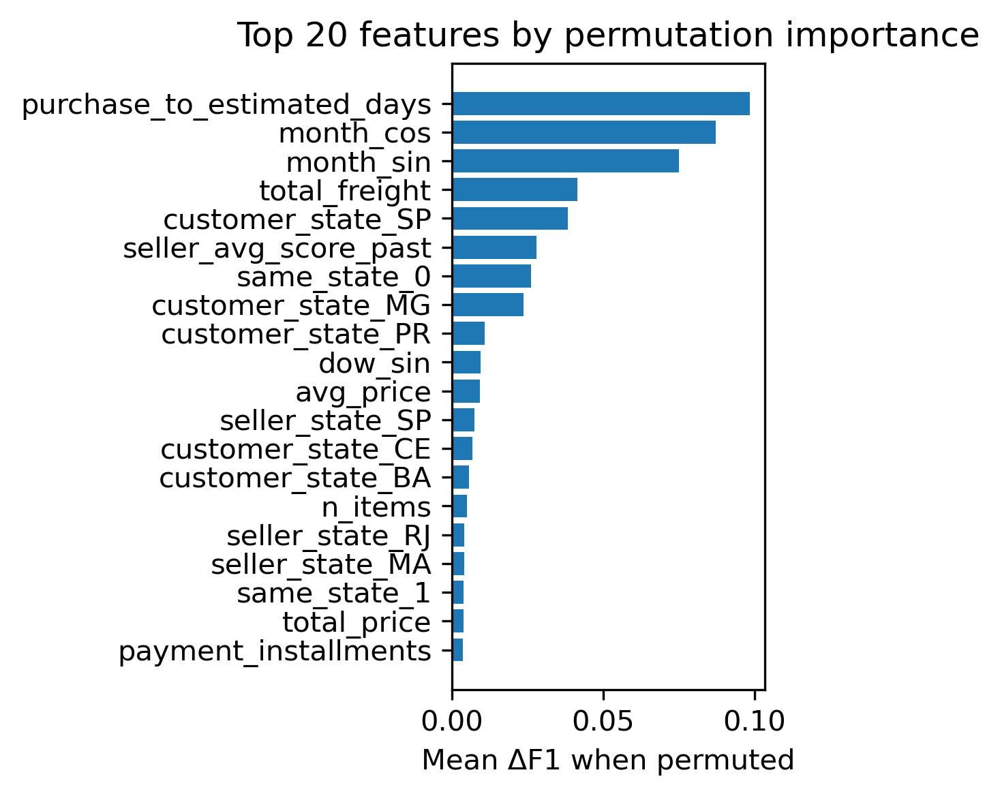 Top 20 features by permutation importance
purchase_to_estimated_days
month_cos
month_sin
total_freight
customer_state_SP
seller_avg_score_past
same_state_0
customer_state_MG
customer_state_PR
dow_sin
avg_price
seller_state_SP
customer_state_CE
customer_state_BA
n_items
seller_state_RJ
seller_state_MA
same_state_1
total_price
payment_installments
0.00 0.05 0.10
Mean ΔF1 when permuted